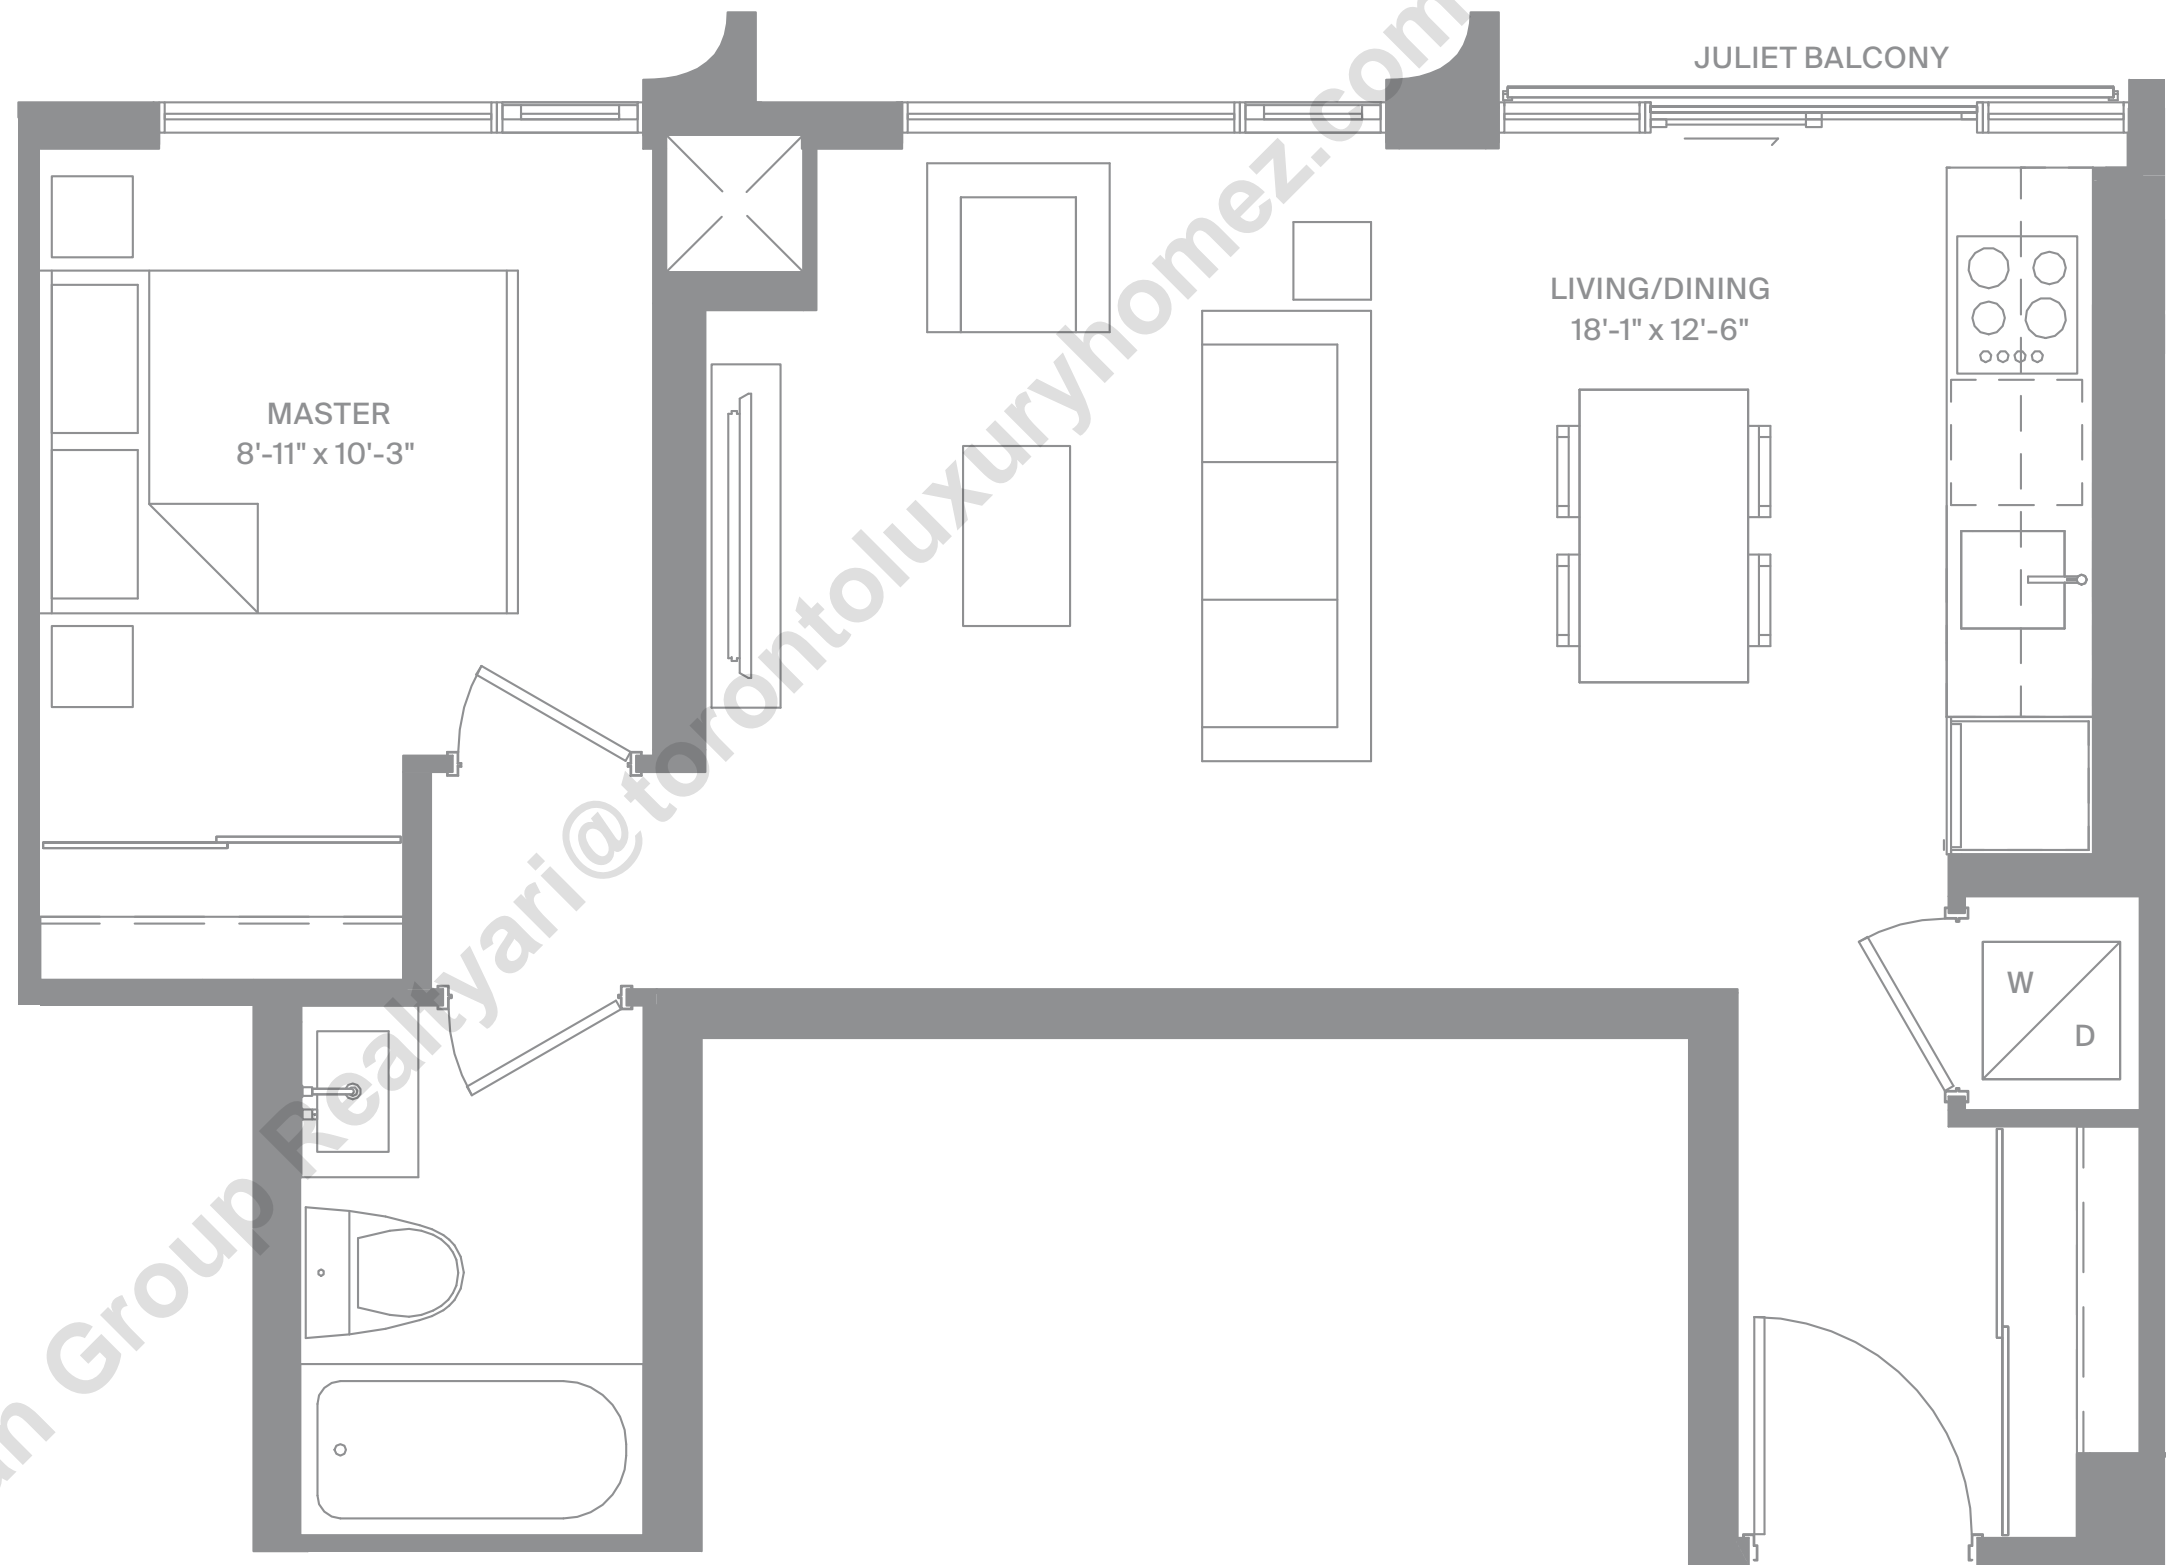 JULIET BALCONY
LIVING/DINING
18'-1" x 12'-6"
MASTER
8'-11" x 10'-3"
W
D
Group Realtyari@torontoluxuryhomez.com